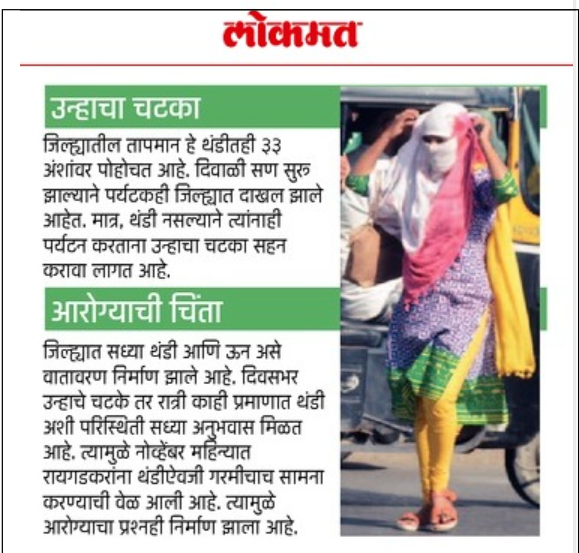 लोकमत
उन्हाचा चटका
जिल्ह्यातील तापमान हे थंडीतही ३३
अंशांवर पोहोचत आहे. दिवाळी सण सुरु
झाल्याने पर्यटकही जिल्ह्यात दाखल झाले
आहेत. मात्र, थंडी नसल्याने त्यांनाही
पर्यटन करताना उन्हाचा चटका सहन
करावा लागत आहे.
आरोग्याची चिंता
जिल्ह्यात सध्या थंडी आणि ऊन असे
वातावरण निर्माण झाले आहे. दिवसभर
उन्हाचे चटके तर रात्री काही प्रमाणात थंडी
अशी परिस्थिती सध्या अनुभवास मिळत
आहे. त्यामुळे नोव्हेंबर महिन्यात
रायगडकरांना थंडीऐवजी गरमीचाच सामना
करण्याची वेळ आली आहे. त्यामुळे
आरोग्याचा प्रश्नही निर्माण झाला आहे.